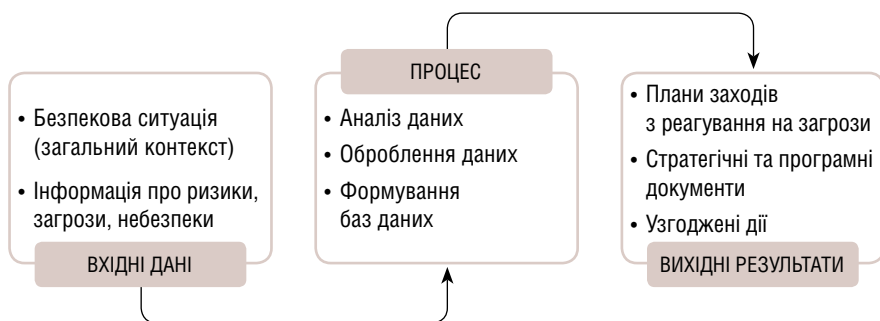 • Безпекова ситуація
(загальний контекст)
• Інформація про ризики,
загрози, небезпеки
ВХІДНІ ДАНІ
ПРОЦЕС
• Аналіз даних
• Оброблення даних
• Формування
баз даних
• Плани заходів
з реагування на загрози
• Стратегічні та програмні
документи
• Узгоджені дії
ВИХІДНІ РЕЗУЛЬТАТИ